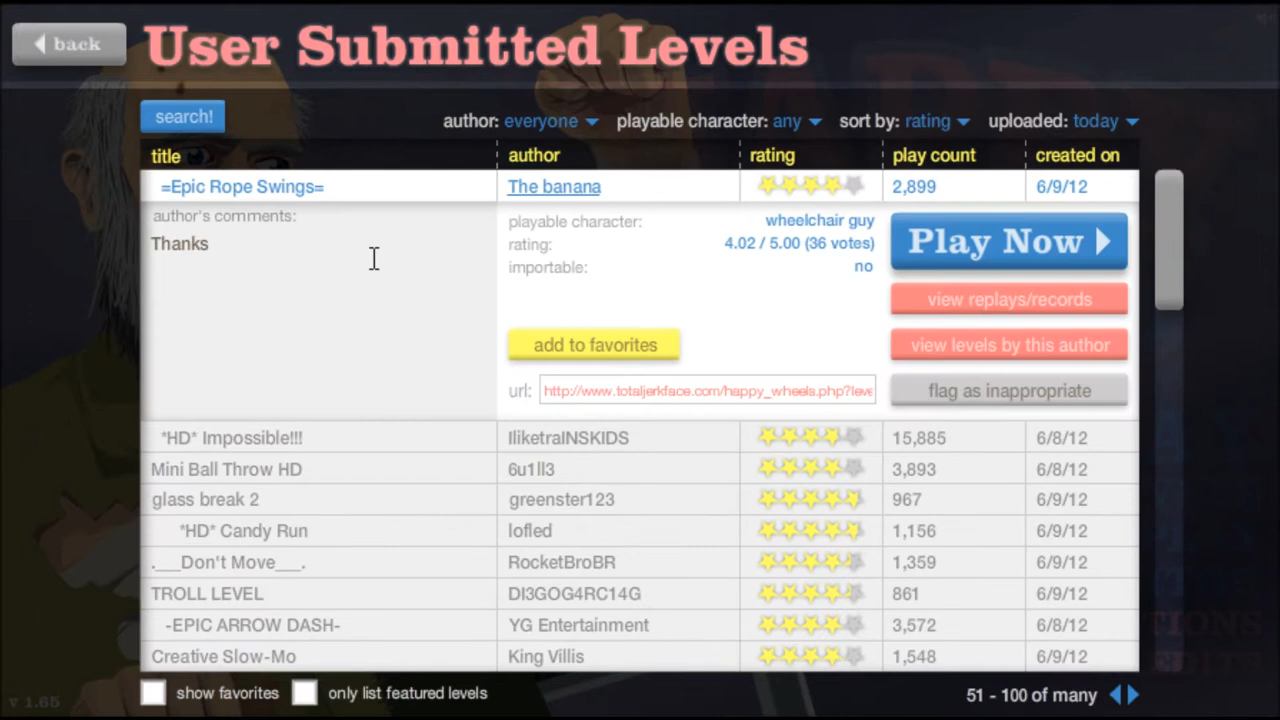 back
User Submitted Levels
search!
author: everyone playable character: any sort by: rating uploaded: today
title author rating play count created on
=Epic Rope Swings= The banana 2,899 6/9/12
author's comments:
Thanks
playable character: wheelchair guy
rating: 4.02 / 5.00 (36 votes)
importable: no
Play Now
view replays/records
add to favorites
view levels by this author
url: http://www.totaljerkface.com/happy_wheels.php?leve
flag as inappropriate
*HD* Impossible!!! IliketraINSKIDS 15,885 6/8/12
Mini Ball Throw HD 6u1ll3 3,893 6/8/12
glass break 2 greenster123 967 6/9/12
*HD* Candy Run lofled 1,156 6/9/12
.___Don't Move___. RocketBroBR 1,359 6/9/12
TROLL LEVEL DI3GOG4RC14G 861 6/9/12
-EPIC ARROW DASH- YG Entertainment 3,572 6/8/12
Creative Slow-Mo King Villis 1,548 6/9/12
show favorites only list featured levels 51 - 100 of many
v 1.65